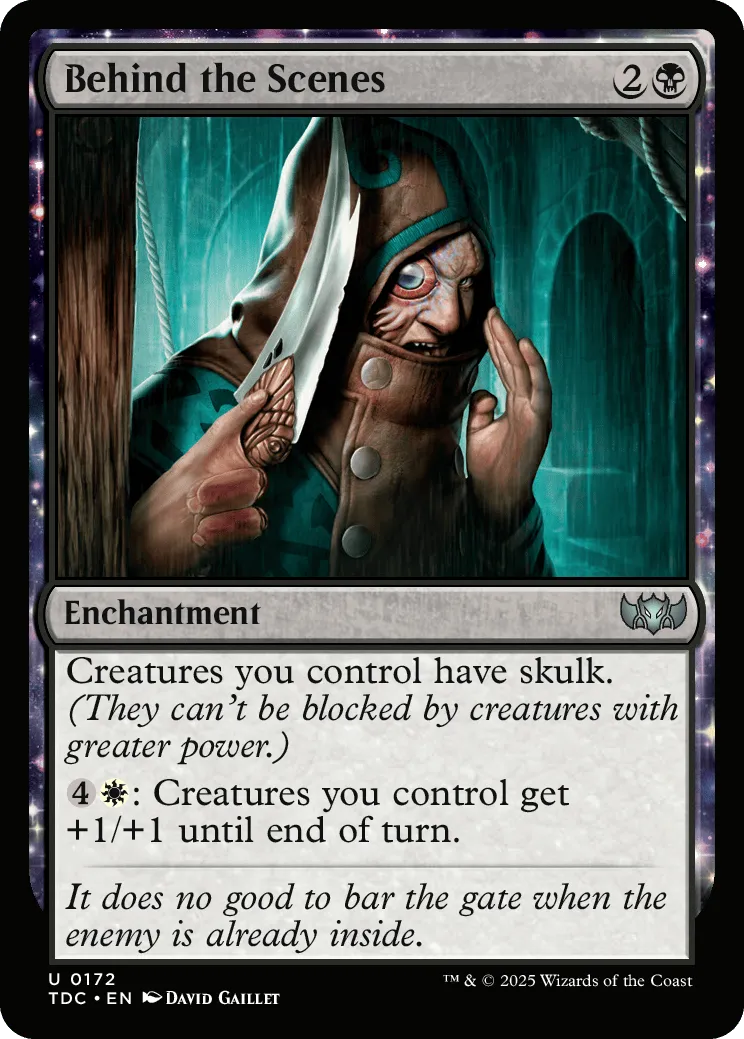 Behind the Scenes 2
Enchantment
Creatures you control have skulk.
(They can't be blocked by creatures with
greater power.)
4: Creatures you control get
+1/+1 until end of turn.
It does no good to bar the gate when the
enemy is already inside.
U 0172
TDC • EN DAVID GAILLET
™ & © 2025 Wizards of the Coast